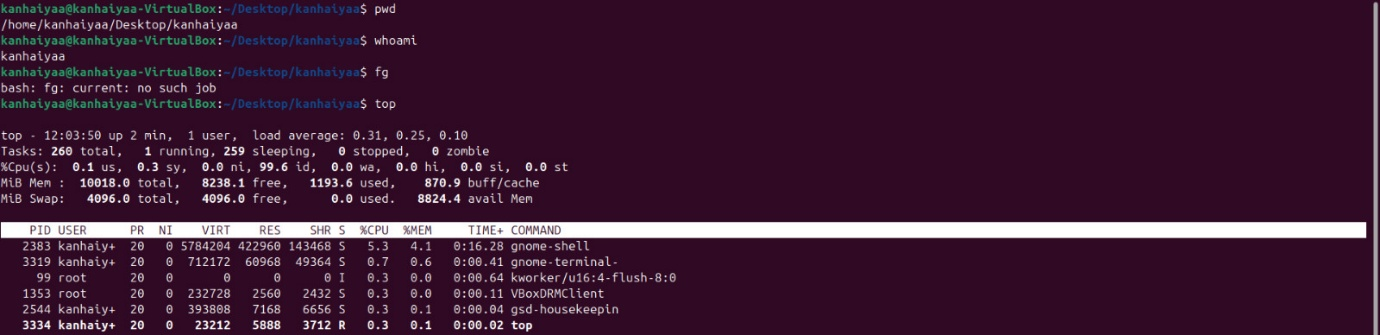 kanhaiyaa@kanhaiyaa-VirtualBox:~/Desktop/kanhaiyaa$ pwd
/home/kanhaiyaa/Desktop/kanhaiyaa
kanhaiyaa@kanhaiyaa-VirtualBox:~/Desktop/kanhaiyaa$ whoami
kanhaiyaa
kanhaiyaa@kanhaiyaa-VirtualBox:~/Desktop/kanhaiyaa$ fg
bash: fg: current: no such job
kanhaiyaa@kanhaiyaa-VirtualBox:~/Desktop/kanhaiyaa$ top
top - 12:03:50 up 2 min,  1 user,  load average: 0.31, 0.25, 0.10
Tasks: 260 total,   1 running, 259 sleeping,   0 stopped,   0 zombie
%Cpu(s):  0.1 us,  0.3 sy,  0.0 ni, 99.6 id,  0.0 wa,  0.0 hi,  0.0 si,  0.0 st
MiB Mem :  10018.0 total,   8238.1 free,   1193.6 used,    870.9 buff/cache
MiB Swap:   4096.0 total,   4096.0 free,      0.0 used.   8824.4 avail Mem
PID USER      PR  NI    VIRT    RES    SHR S  %CPU  %MEM     TIME+ COMMAND
2383 kanhaiy+  20   0 5784204 422960 143468 S   5.3   4.1   0:16.28 gnome-shell
3319 kanhaiy+  20   0  712172  60968  49364 S   0.7   0.6   0:00.41 gnome-terminal-
99 root      20   0       0      0      0 I   0.3   0.0   0:00.64 kworker/u16:4-flush-8:0
1353 root      20   0  232728   2560   2432 S   0.3   0.0   0:00.11 VBoxDRMClient
2544 kanhaiy+  20   0  393808   7168   6656 S   0.3   0.1   0:00.04 gsd-housekeepin
3334 kanhaiy+  20   0   23212   5888   3712 R   0.3   0.1   0:00.02 top